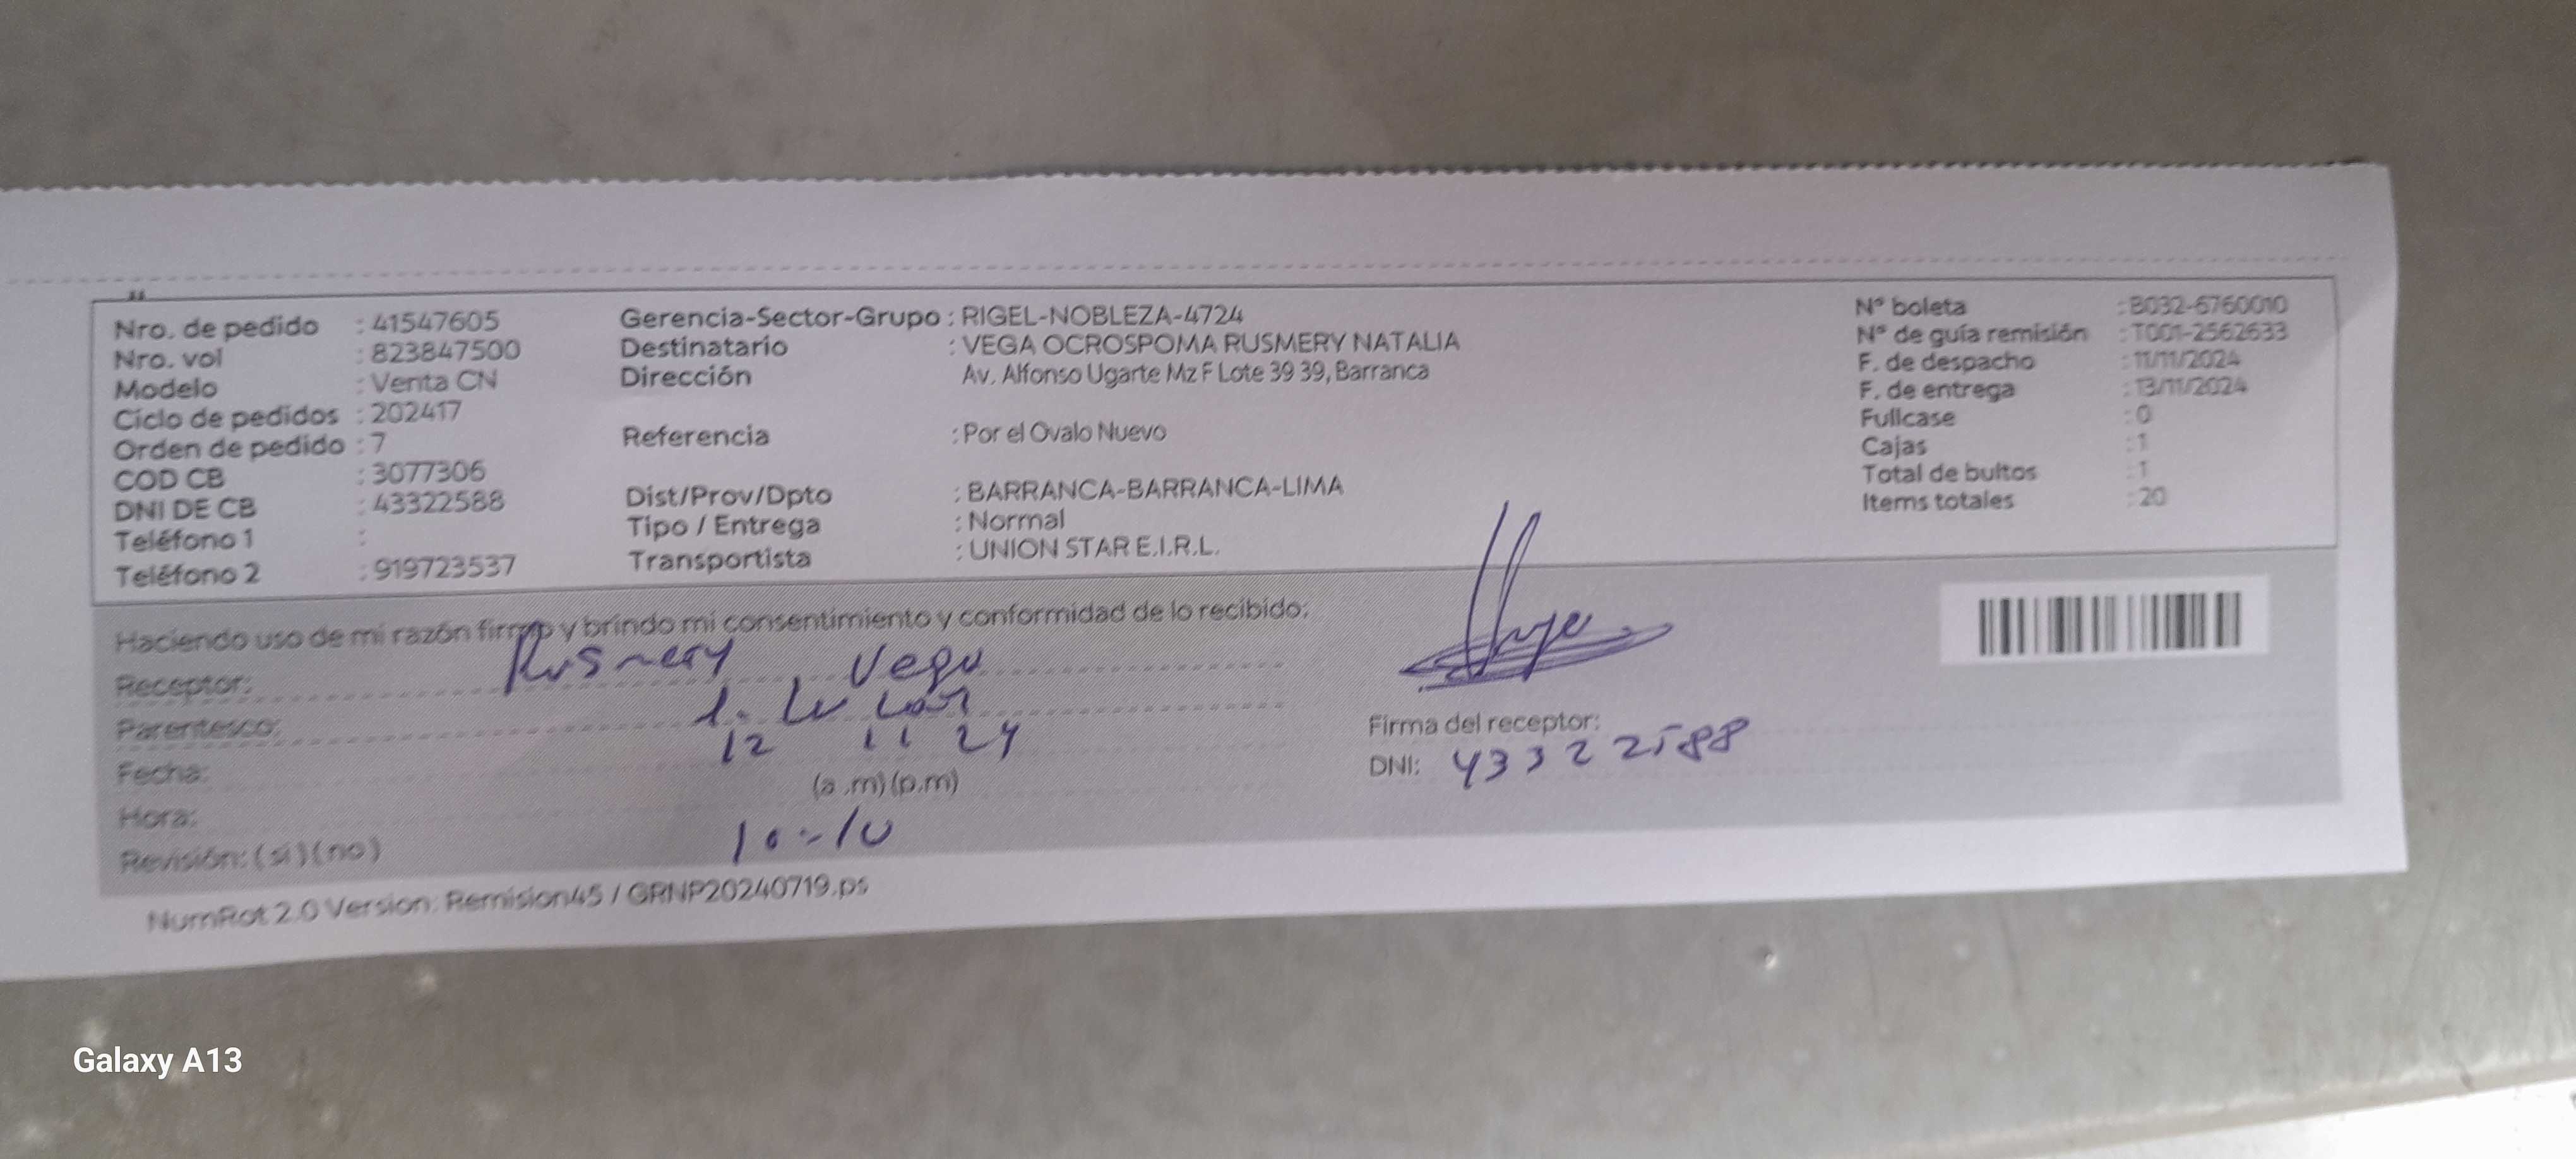 Nro. de pedido : 41547605
Nro. vol : 823847500
Modelo : Venta CN
Ciclo de pedidos : 202417
Orden de pedido : 7
COD CB : 3077306
DNI DE CB : 43322588
Teléfono 1 :
Teléfono 2 : 919723537
Gerencia-Sector-Grupo : RIGEL-NOBLEZA-4724
Destinatario : VEGA OCROSPOMA RUSMERY NATALIA
Dirección Av. Alfonso Ugarte Mz F Lote 39 39, Barranca
Referencia : Por el Ovalo Nuevo
Dist/Prov/Dpto : BARRANCA-BARRANCA-LIMA
Tipo / Entrega : Normal
Transportista : UNION STAR E.I.R.L.
N° boleta : B032-6760010
N° de guía remisión : T001-2562633
F. de despacho : 11/11/2024
F. de entrega : 13/11/2024
Fullcase : 0
Cajas : 1
Total de bultos : 1
Items totales : 20
Haciendo uso de mi razón firmo y brindo mi consentimiento y conformidad de lo recibido:
Receptor: Rusmery Vega
Parentesco:
Fecha: 12 11 24
Hora: (a .m) (p.m)
Revisión: ( si ) ( no ) 10:10
Firma del receptor:
DNI: 43322588
NumRot 2.0 Version: Remision45 / GRNP20240719.ps
Galaxy A13